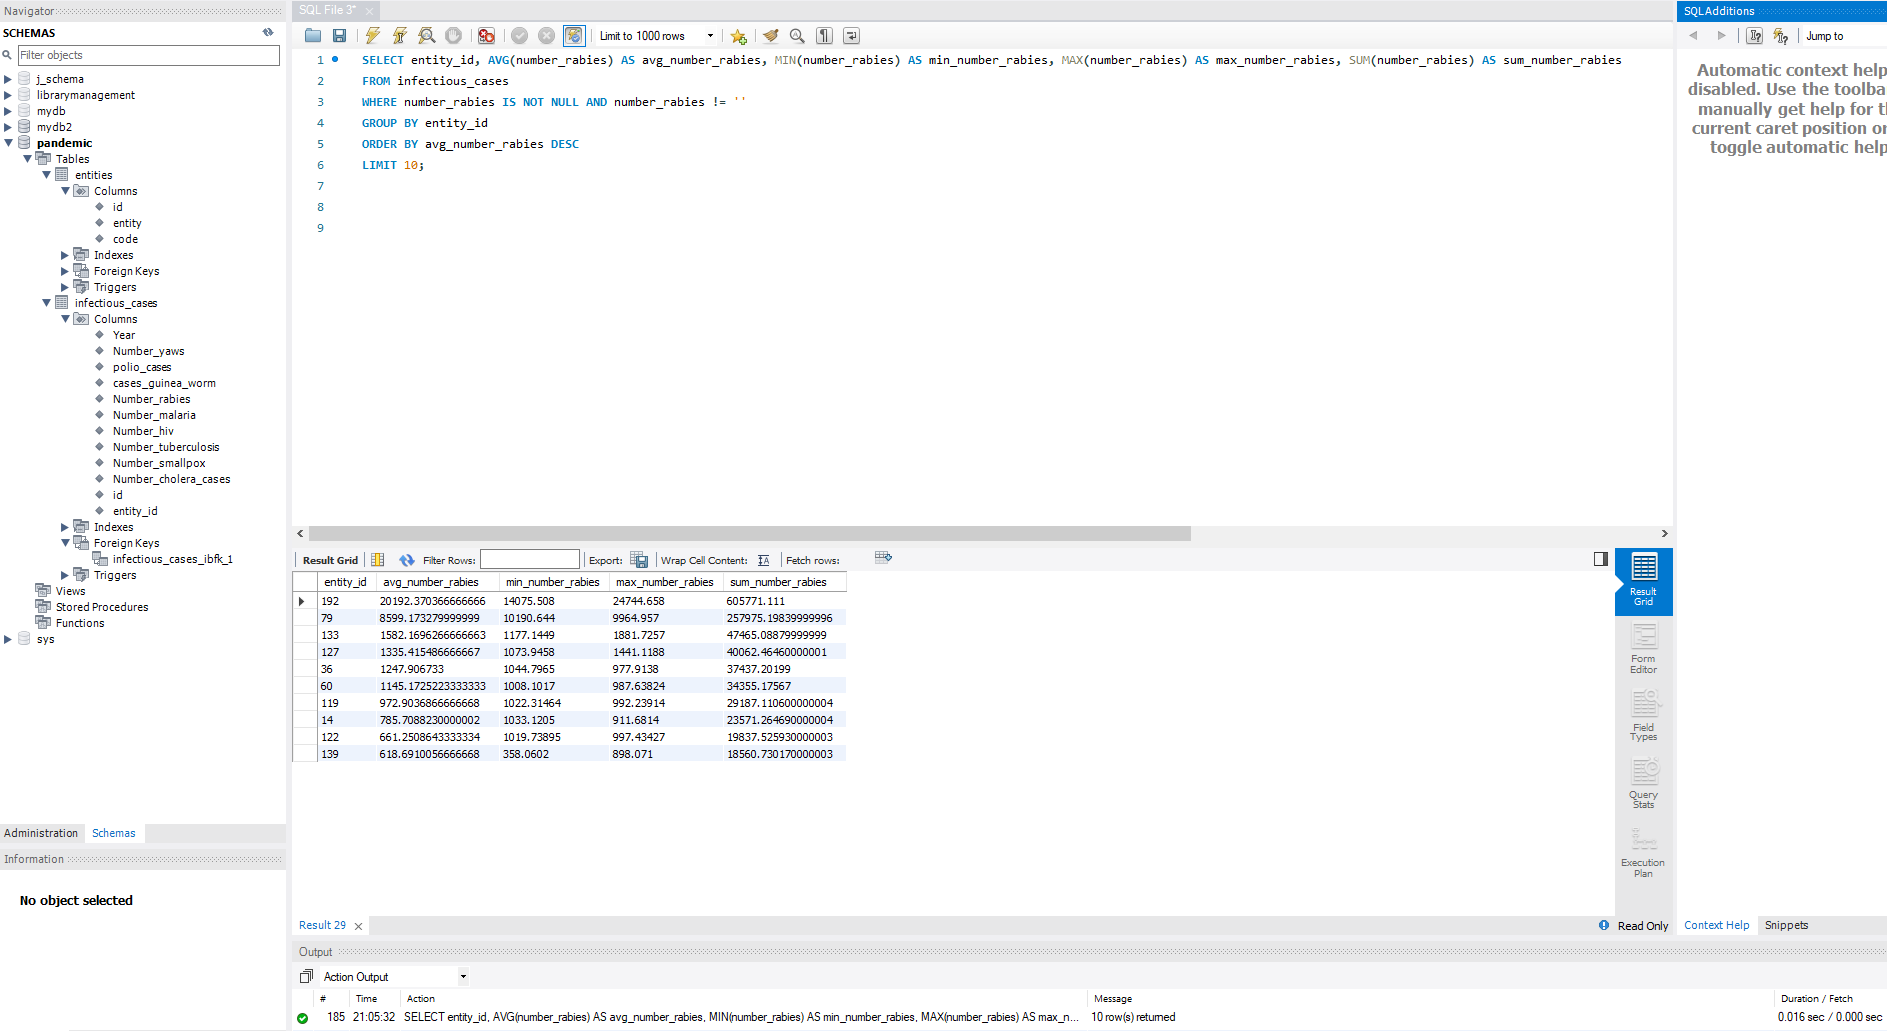 Navigator
SCHEMAS
Filter objects
j_schema
librarymanagement
mydb
mydb2
pandemic
Tables
entities
Columns
id
entity
code
Indexes
Foreign Keys
Triggers
infectious_cases
Columns
Year
Number_yaws
polio_cases
cases_guinea_worm
Number_rabies
Number_malaria
Number_hiv
Number_tuberculosis
Number_smallpox
Number_cholera_cases
id
entity_id
Indexes
Foreign Keys
infectious_cases_ibfk_1
Triggers
Views
Stored Procedures
Functions
sys
Administration Schemas
Information
No object selected
SQL File 3*
Limit to 1000 rows
1 SELECT entity_id, AVG(number_rabies) AS avg_number_rabies, MIN(number_rabies) AS min_number_rabies, MAX(number_rabies) AS max_number_rabies, SUM(number_rabies) AS sum_number_rabies
2 FROM infectious_cases
3 WHERE number_rabies IS NOT NULL AND number_rabies != ''
4 GROUP BY entity_id
5 ORDER BY avg_number_rabies DESC
6 LIMIT 10;
7
8
9
Result Grid Filter Rows: Export: Wrap Cell Content: Fetch rows:
entity_id avg_number_rabies min_number_rabies max_number_rabies sum_number_rabies
192 20192.370366666666 14075.508 24744.658 605771.111
79 8599.173279999999 10190.644 9964.957 257975.19839999996
133 1582.1696266666663 1177.1449 1881.7257 47465.08879999999
127 1335.415486666667 1073.9458 1441.1188 40062.46460000001
36 1247.906733 1044.7965 977.9138 37437.20199
60 1145.1725223333333 1008.1017 987.63824 34355.17567
119 972.9036866666668 1022.31464 992.23914 29187.110600000004
14 785.7088230000002 1033.1205 911.6814 23571.264690000004
122 661.2508643333334 1019.73895 997.43427 19837.525930000003
139 618.6910056666668 358.0602 898.071 18560.730170000003
Result Grid
Form Editor
Field Types
Query Stats
Execution Plan
Result 29
Read Only
Output
Action Output
# Time Action Message Duration / Fetch
185 21:05:32 SELECT entity_id, AVG(number_rabies) AS avg_number_rabies, MIN(number_rabies) AS min_number_rabies, MAX(number_rabies) AS max_n... 10 row(s) returned 0.016 sec / 0.000 sec
SQLAdditions
Jump to
Automatic context help
disabled. Use the toolba
manually get help for t
current caret position o
toggle automatic help
Context Help Snippets